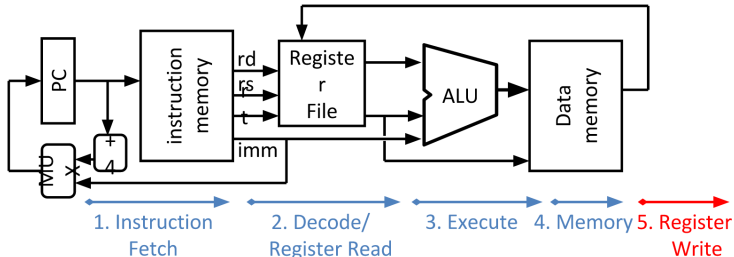 PC
instruction
memory
rd
rs
r
t
imm
Registe
r
File
ALU
Data
memory
+
4
MU
X
1. Instruction
Fetch
2. Decode/
Register Read
3. Execute
4. Memory
5. Register
Write